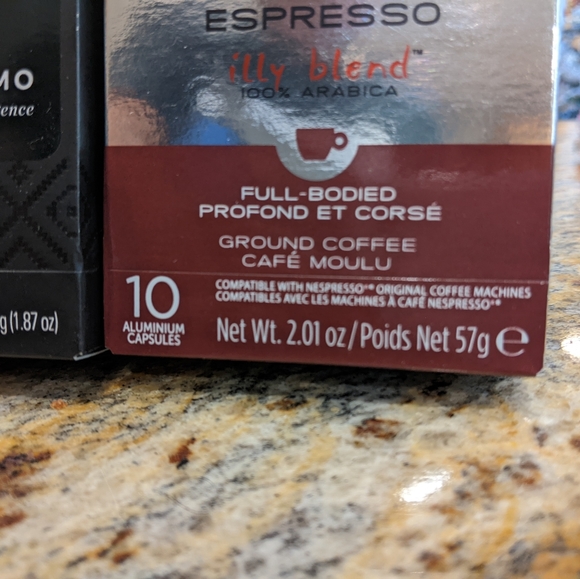 MO
ence
g (1.87 oz)
ESPRESSO
illy blend™
100% ARABICA
FULL-BODIED
PROFOND ET CORSÉ
GROUND COFFEE
CAFÉ MOULU
10
ALUMINIUM
CAPSULES
COMPATIBLE WITH NESPRESSO** ORIGINAL COFFEE MACHINES
COMPATIBLES AVEC LES MACHINES À CAFÉ NESPRESSO**
Net Wt. 2.01 oz/Poids Net 57g ℮